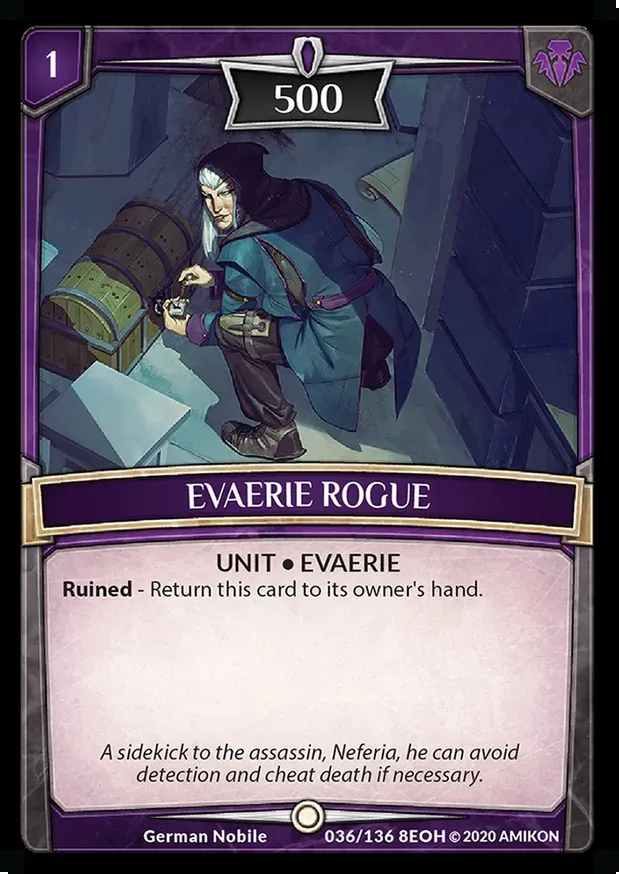 1
500
EVAERIE ROGUE
UNIT ● EVAERIE
Ruined - Return this card to its owner's hand.
A sidekick to the assassin, Neferia, he can avoid
detection and cheat death if necessary.
German Nobile 036/136 8EOH © 2020 AMIKON